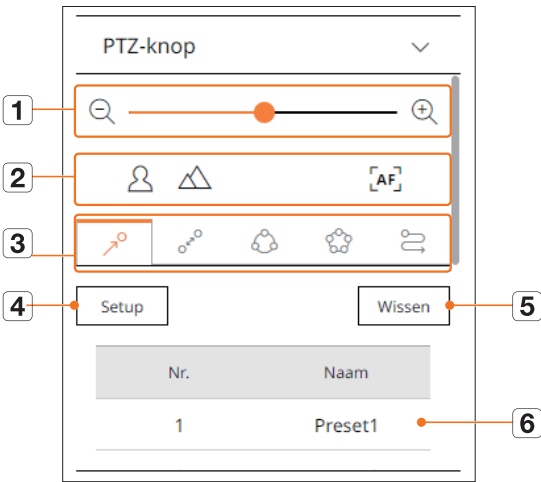 PTZ-knop
1
2
AF
3
4 Setup Wissen 5
Nr. Naam
1 Preset1 6